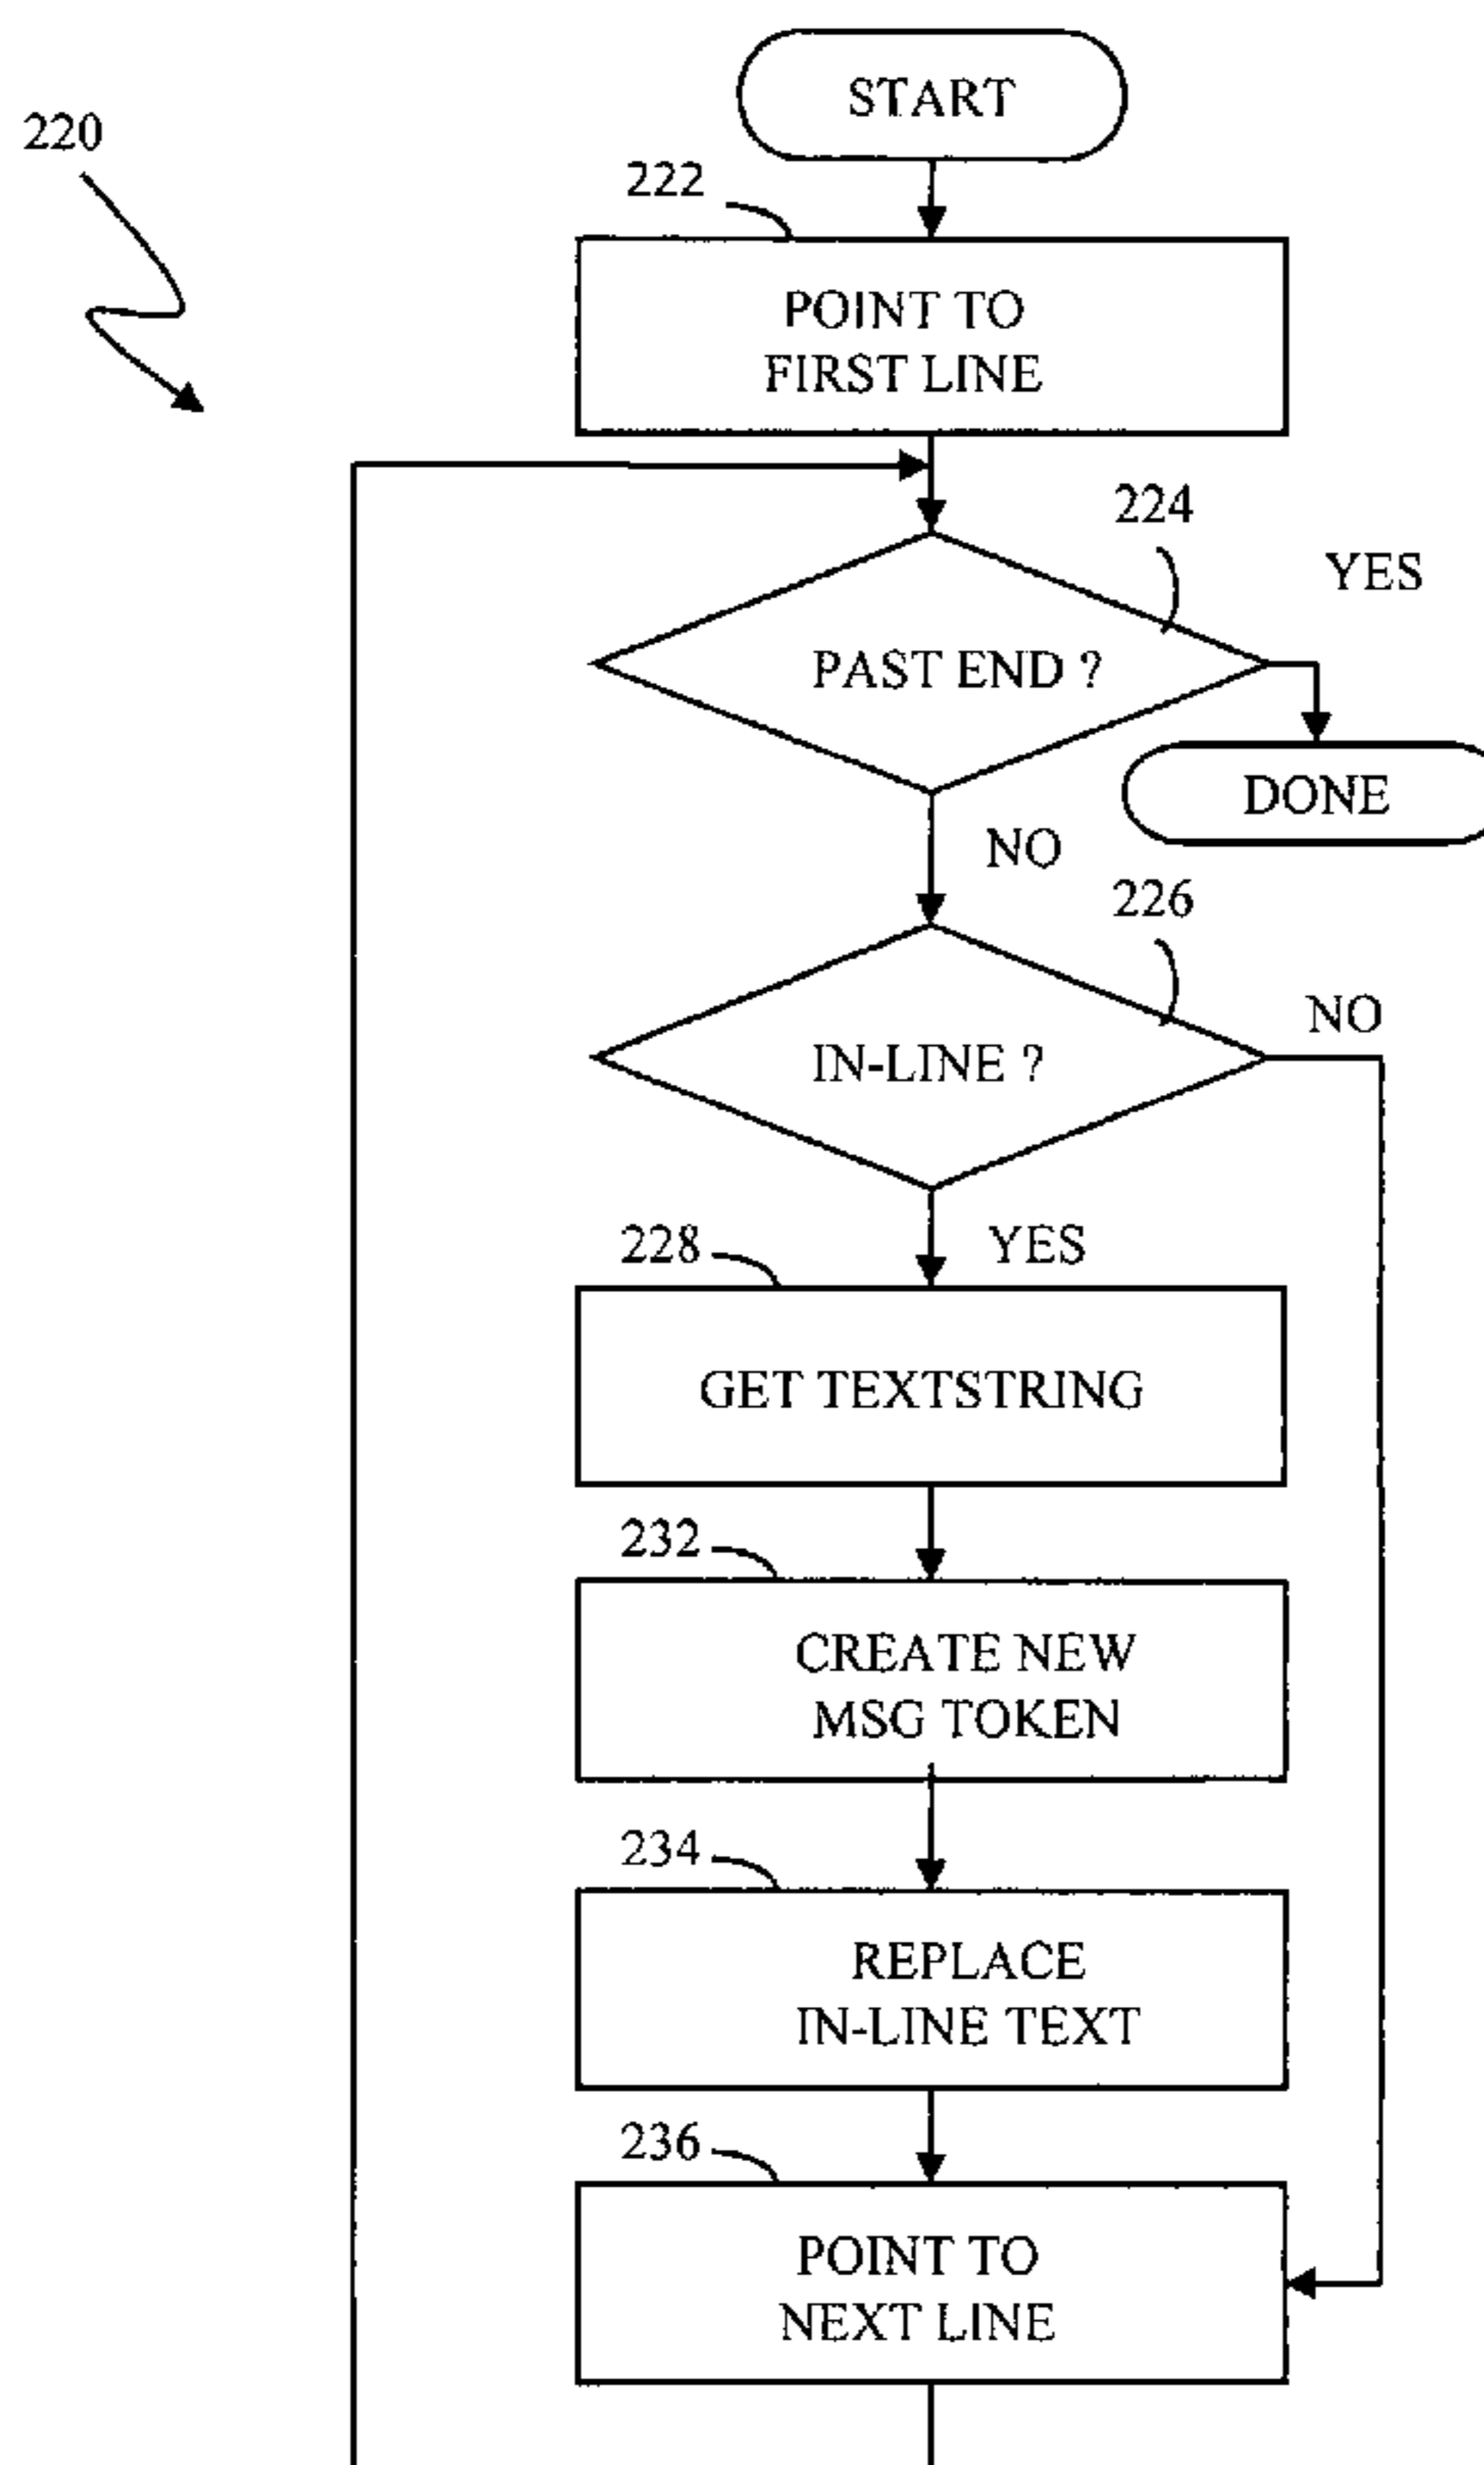 START
220
222
POINT TO
FIRST LINE
224
YES
PAST END ?
DONE
NO
226
NO
IN-LINE ?
228
YES
GET TEXTSTRING
232
CREATE NEW
MSG TOKEN
234
REPLACE
IN-LINE TEXT
236
POINT TO
NEXT LINE